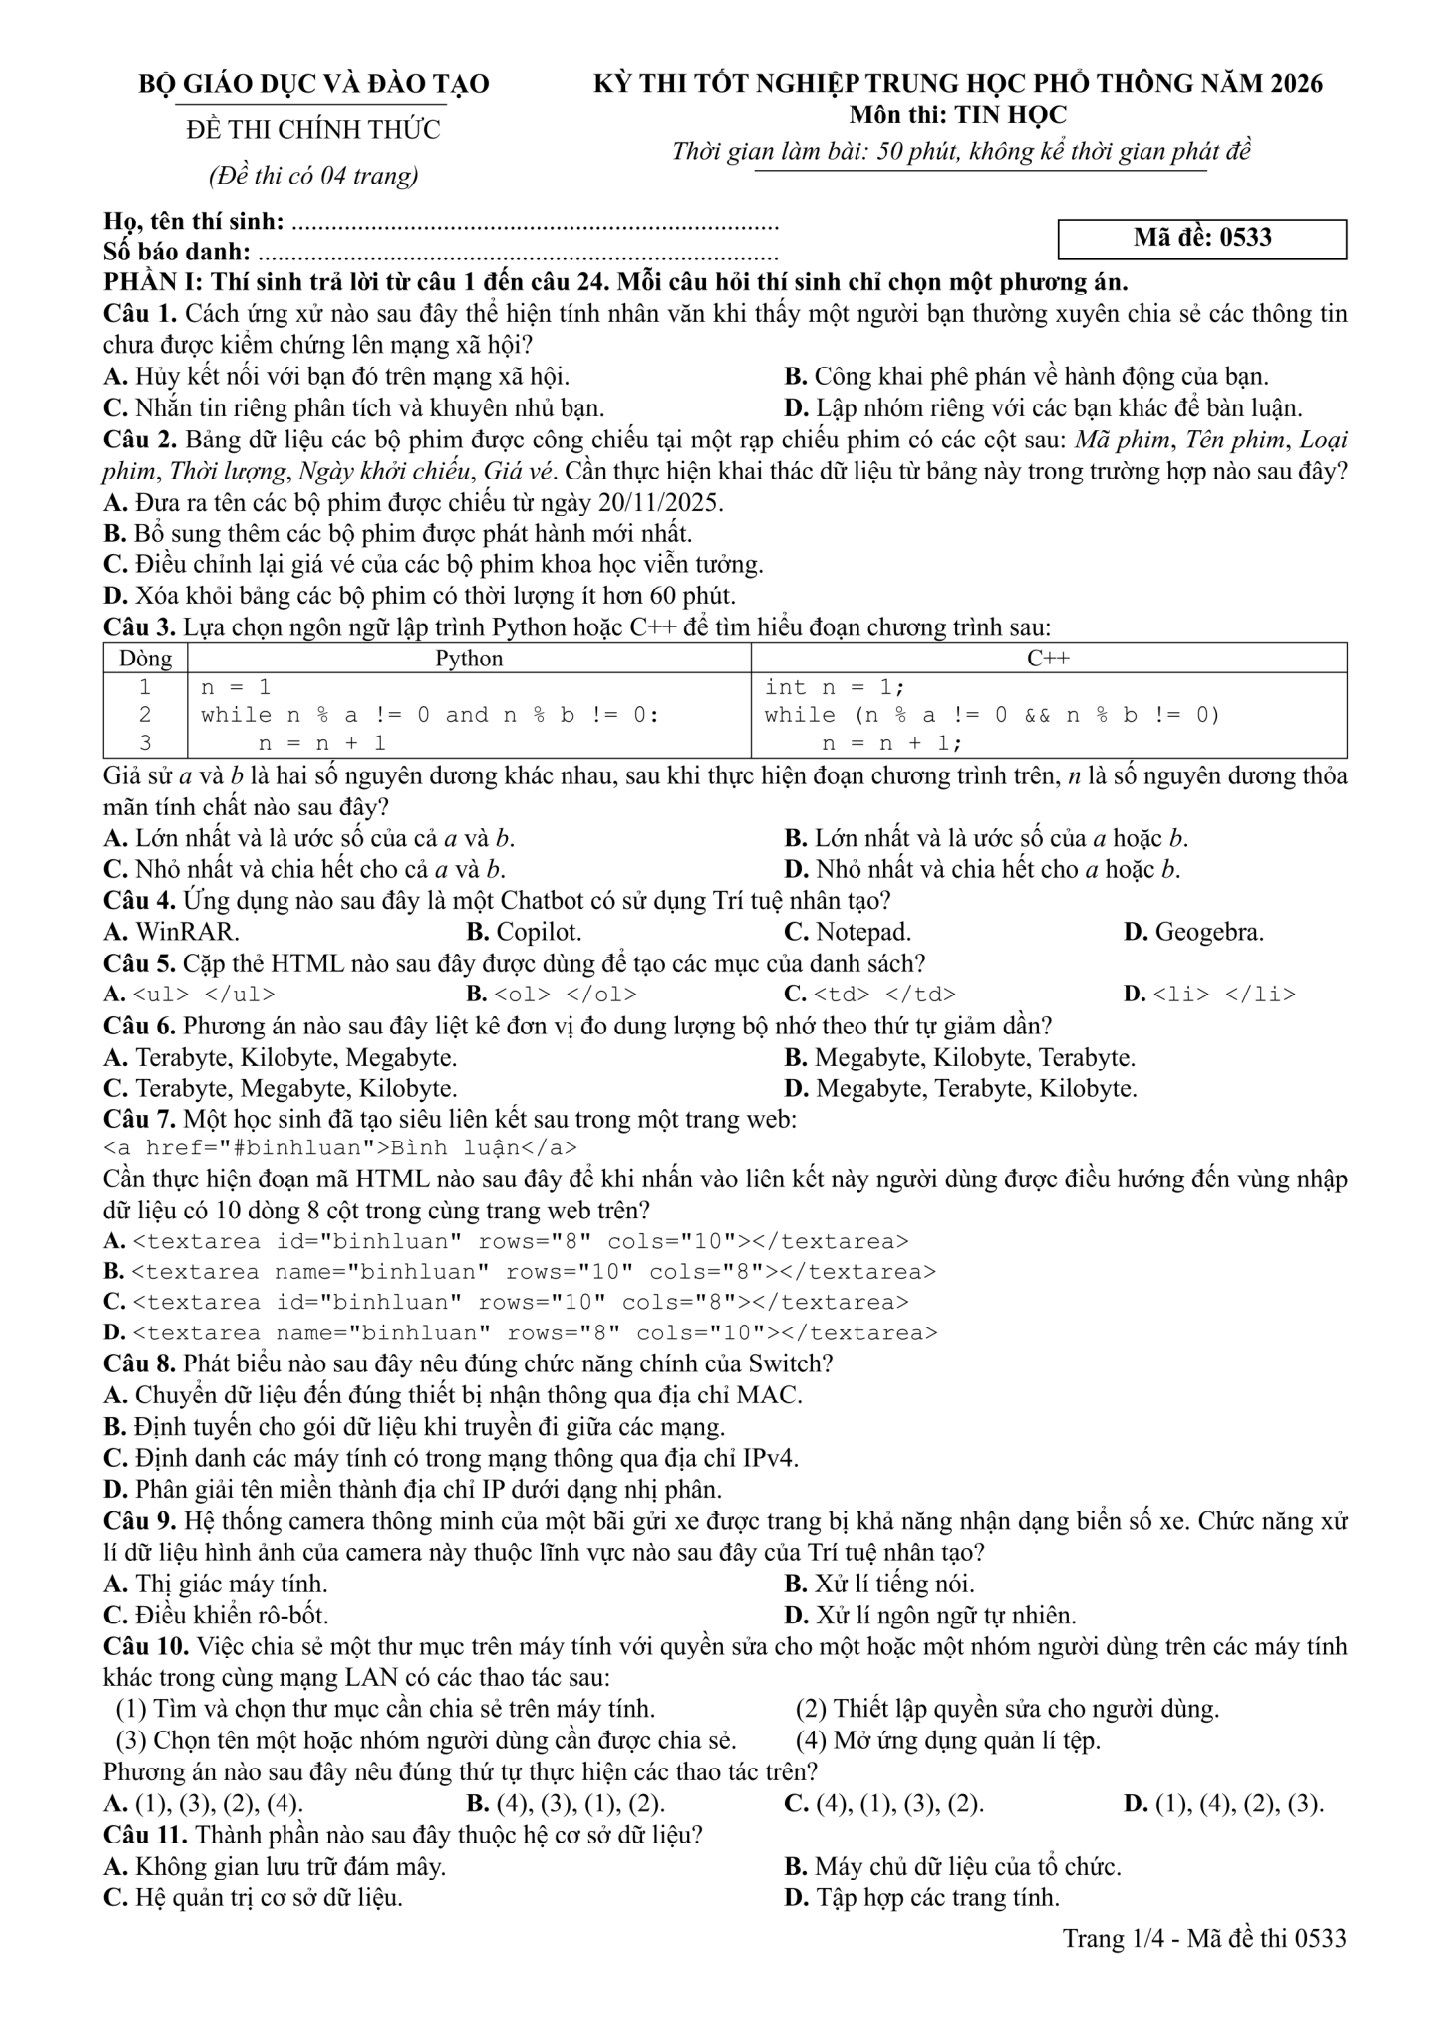 BỘ GIÁO DỤC VÀ ĐÀO TẠO
ĐỀ THI CHÍNH THỨC
(Đề thi có 04 trang)
KỲ THI TỐT NGHIỆP TRUNG HỌC PHỔ THÔNG NĂM 2026
Môn thi: TIN HỌC
Thời gian làm bài: 50 phút, không kể thời gian phát đề
Họ, tên thí sinh: ..........................................................................
Số báo danh: ..............................................................................
Mã đề: 0533
PHẦN I: Thí sinh trả lời từ câu 1 đến câu 24. Mỗi câu hỏi thí sinh chỉ chọn một phương án.
Câu 1. Cách ứng xử nào sau đây thể hiện tính nhân văn khi thấy một người bạn thường xuyên chia sẻ các thông tin
chưa được kiểm chứng lên mạng xã hội?
A. Hủy kết nối với bạn đó trên mạng xã hội. B. Công khai phê phán về hành động của bạn.
C. Nhắn tin riêng phân tích và khuyên nhủ bạn. D. Lập nhóm riêng với các bạn khác để bàn luận.
Câu 2. Bảng dữ liệu các bộ phim được công chiếu tại một rạp chiếu phim có các cột sau: Mã phim, Tên phim, Loại
phim, Thời lượng, Ngày khởi chiếu, Giá vé. Cần thực hiện khai thác dữ liệu từ bảng này trong trường hợp nào sau đây?
A. Đưa ra tên các bộ phim được chiếu từ ngày 20/11/2025.
B. Bổ sung thêm các bộ phim được phát hành mới nhất.
C. Điều chỉnh lại giá vé của các bộ phim khoa học viễn tưởng.
D. Xóa khỏi bảng các bộ phim có thời lượng ít hơn 60 phút.
Câu 3. Lựa chọn ngôn ngữ lập trình Python hoặc C++ để tìm hiểu đoạn chương trình sau:
Dòng Python C++
1 n = 1 int n = 1;
2 while n % a != 0 and n % b != 0: while (n % a != 0 && n % b != 0)
3 n = n + 1 n = n + 1;
Giả sử a và b là hai số nguyên dương khác nhau, sau khi thực hiện đoạn chương trình trên, n là số nguyên dương thỏa
mãn tính chất nào sau đây?
A. Lớn nhất và là ước số của cả a và b. B. Lớn nhất và là ước số của a hoặc b.
C. Nhỏ nhất và chia hết cho cả a và b. D. Nhỏ nhất và chia hết cho a hoặc b.
Câu 4. Ứng dụng nào sau đây là một Chatbot có sử dụng Trí tuệ nhân tạo?
A. WinRAR. B. Copilot. C. Notepad. D. Geogebra.
Câu 5. Cặp thẻ HTML nào sau đây được dùng để tạo các mục của danh sách?
A. <ul> </ul> B. <ol> </ol> C. <td> </td> D. <li> </li>
Câu 6. Phương án nào sau đây liệt kê đơn vị đo dung lượng bộ nhớ theo thứ tự giảm dần?
A. Terabyte, Kilobyte, Megabyte. B. Megabyte, Kilobyte, Terabyte.
C. Terabyte, Megabyte, Kilobyte. D. Megabyte, Terabyte, Kilobyte.
Câu 7. Một học sinh đã tạo siêu liên kết sau trong một trang web:
<a href="#binhluan">Bình luận</a>
Cần thực hiện đoạn mã HTML nào sau đây để khi nhấn vào liên kết này người dùng được điều hướng đến vùng nhập
dữ liệu có 10 dòng 8 cột trong cùng trang web trên?
A. <textarea id="binhluan" rows="8" cols="10"></textarea>
B. <textarea name="binhluan" rows="10" cols="8"></textarea>
C. <textarea id="binhluan" rows="10" cols="8"></textarea>
D. <textarea name="binhluan" rows="8" cols="10"></textarea>
Câu 8. Phát biểu nào sau đây nêu đúng chức năng chính của Switch?
A. Chuyển dữ liệu đến đúng thiết bị nhận thông qua địa chỉ MAC.
B. Định tuyến cho gói dữ liệu khi truyền đi giữa các mạng.
C. Định danh các máy tính có trong mạng thông qua địa chỉ IPv4.
D. Phân giải tên miền thành địa chỉ IP dưới dạng nhị phân.
Câu 9. Hệ thống camera thông minh của một bãi gửi xe được trang bị khả năng nhận dạng biển số xe. Chức năng xử
lí dữ liệu hình ảnh của camera này thuộc lĩnh vực nào sau đây của Trí tuệ nhân tạo?
A. Thị giác máy tính. B. Xử lí tiếng nói.
C. Điều khiển rô-bốt. D. Xử lí ngôn ngữ tự nhiên.
Câu 10. Việc chia sẻ một thư mục trên máy tính với quyền sửa cho một hoặc một nhóm người dùng trên các máy tính
khác trong cùng mạng LAN có các thao tác sau:
(1) Tìm và chọn thư mục cần chia sẻ trên máy tính. (2) Thiết lập quyền sửa cho người dùng.
(3) Chọn tên một hoặc nhóm người dùng cần được chia sẻ. (4) Mở ứng dụng quản lí tệp.
Phương án nào sau đây nêu đúng thứ tự thực hiện các thao tác trên?
A. (1), (3), (2), (4). B. (4), (3), (1), (2). C. (4), (1), (3), (2). D. (1), (4), (2), (3).
Câu 11. Thành phần nào sau đây thuộc hệ cơ sở dữ liệu?
A. Không gian lưu trữ đám mây. B. Máy chủ dữ liệu của tổ chức.
C. Hệ quản trị cơ sở dữ liệu. D. Tập hợp các trang tính.
Trang 1/4 - Mã đề thi 0533